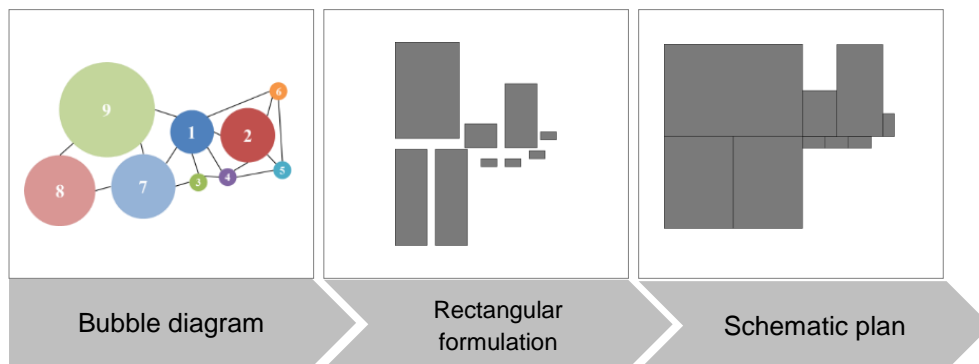 6
9
1
2
5
4
3
7
8
Bubble diagram
Rectangular
formulation
Schematic plan